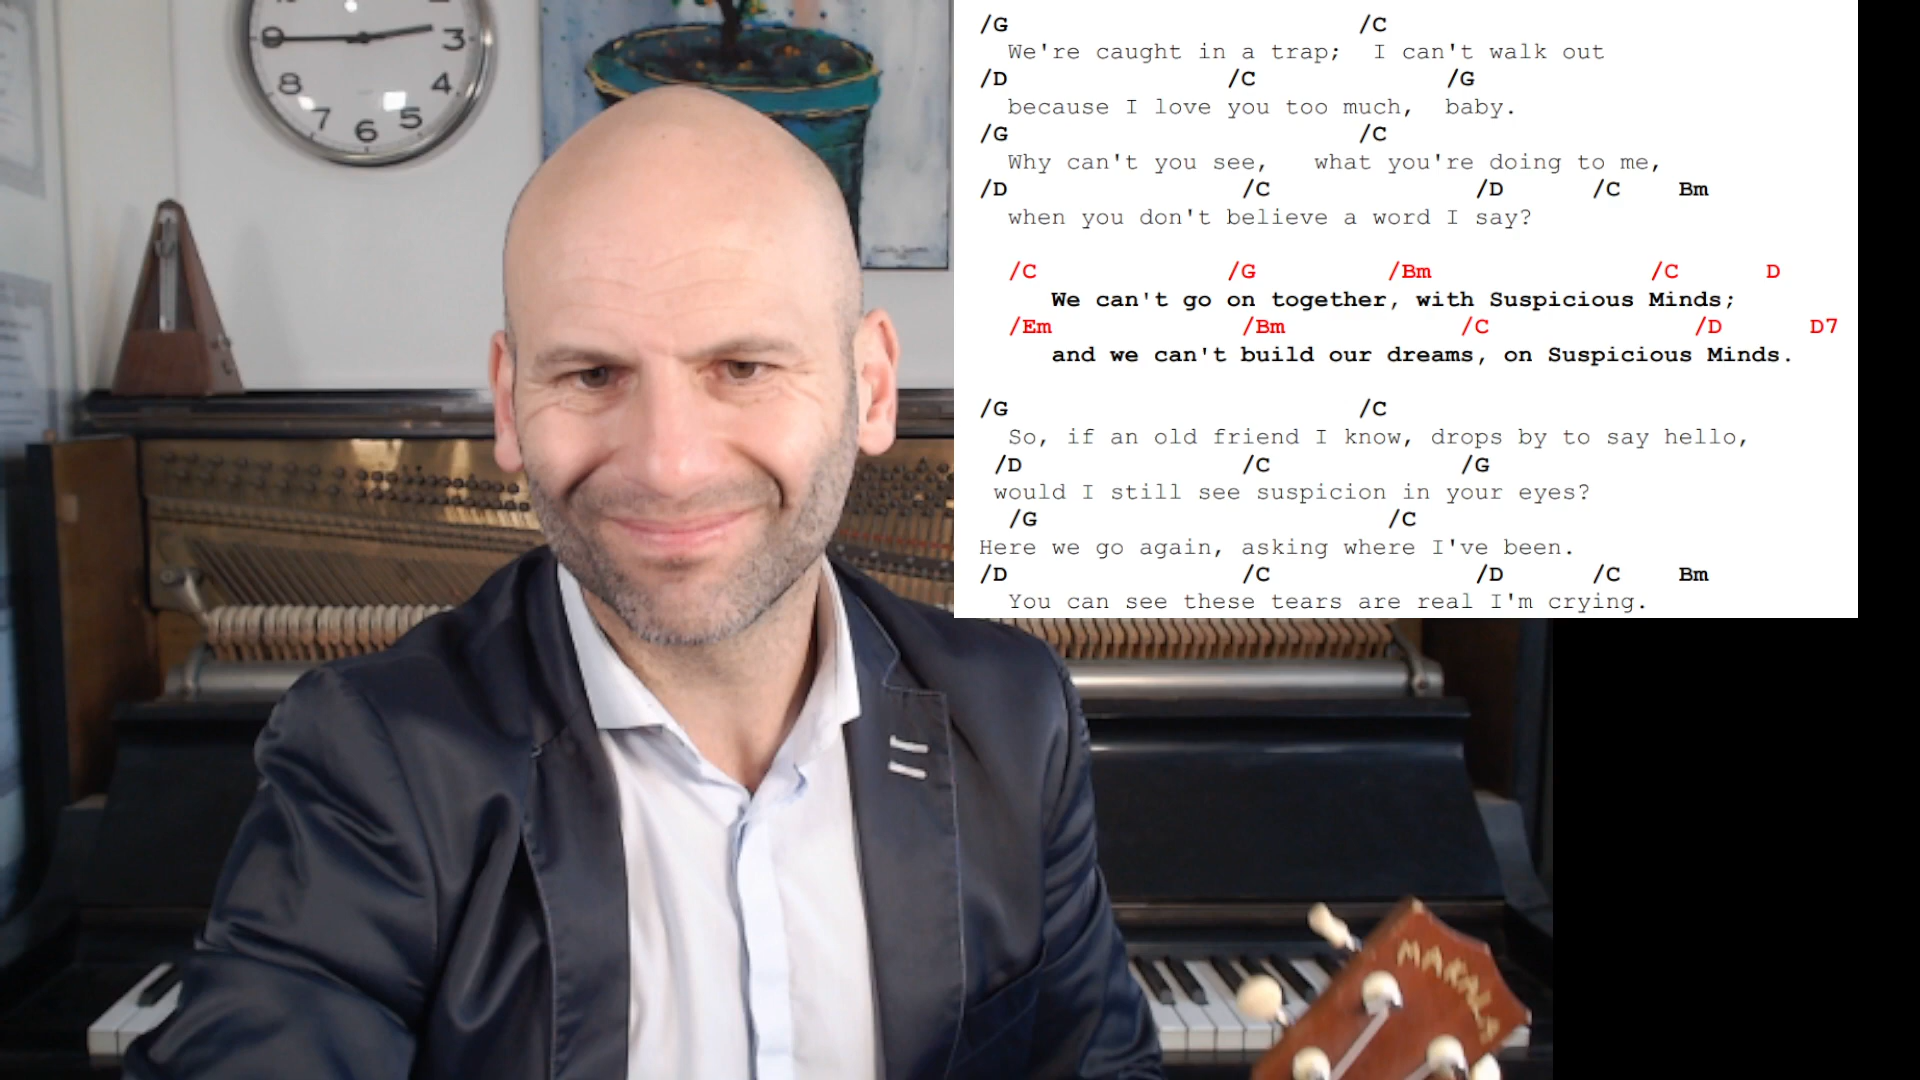 /G /C
We're caught in a trap; I can't walk out
/D /C /G
because I love you too much, baby.
/G /C
Why can't you see, what you're doing to me,
/D /C /D /C Bm
when you don't believe a word I say?
/C /G /Bm /C D
We can't go on together, with Suspicious Minds;
/Em /Bm /C /D D7
and we can't build our dreams, on Suspicious Minds.
/G /C
So, if an old friend I know, drops by to say hello,
/D /C /G
would I still see suspicion in your eyes?
/G /C
Here we go again, asking where I've been.
/D /C /D /C Bm
You can see these tears are real I'm crying.
3
4
5
6
7
8
9
MAKALA